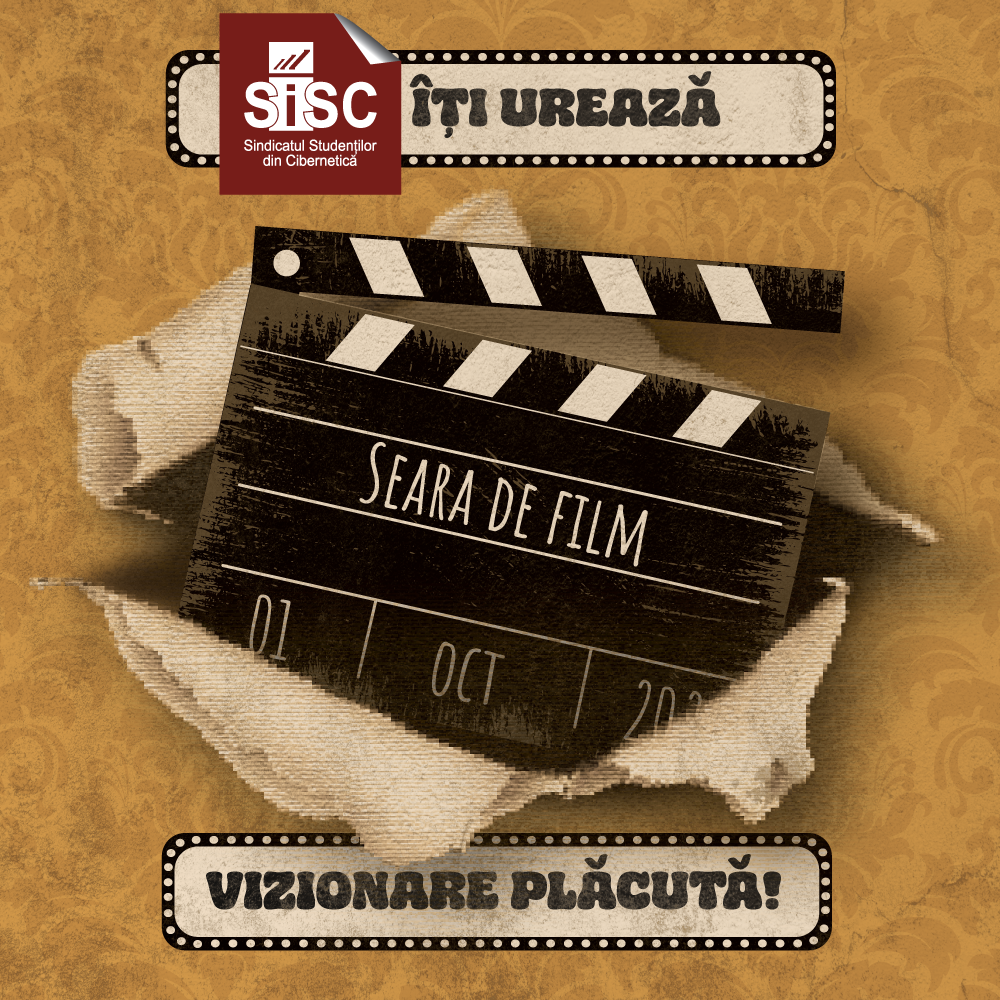 SiSC
Sindicatul Studenților
din Cibernetică
ÎȚI UREAZĂ
SEARA DE FILM
01
OCT
VIZIONARE PLĂCUTĂ!